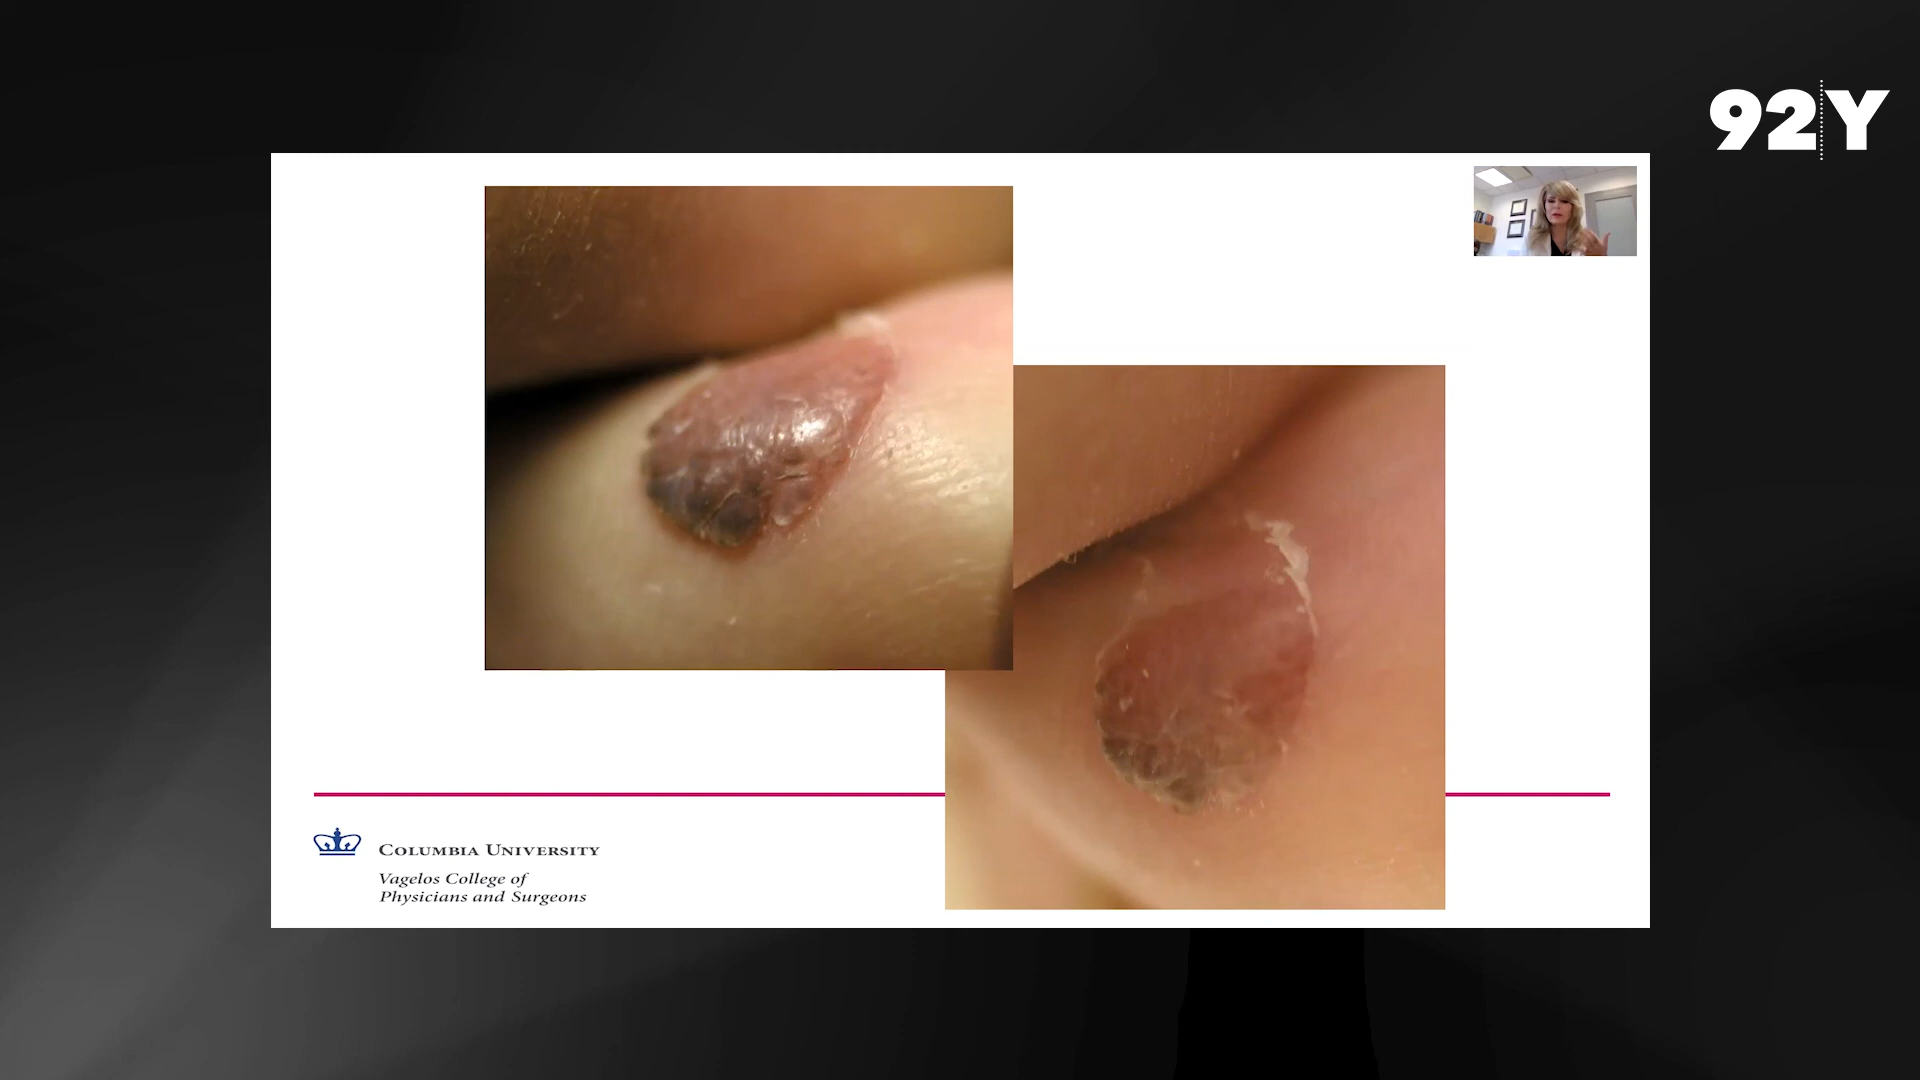 92Y
COLUMBIA UNIVERSITY
Vagelos College of
Physicians and Surgeons